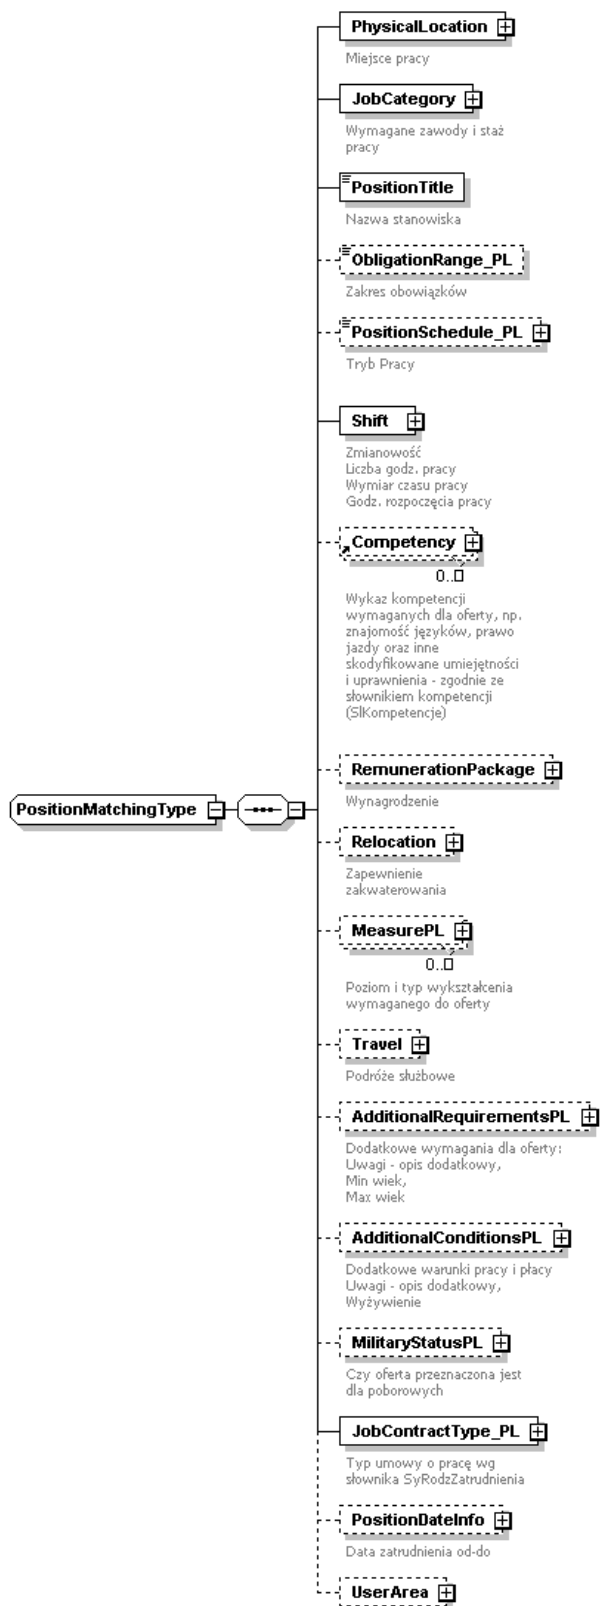 PhysicalLocation
Miejsce pracy
JobCategory
Wymagane zawody i staż
pracy
PositionTitle
Nazwa stanowiska
ObligationRange_PL
Zakres obowiązków
PositionSchedule_PL
Tryb Pracy
Shift
Zmianowość
Liczba godz. pracy
Wymiar czasu pracy
Godz. rozpoczęcia pracy
Competency
0..□
Wykaz kompetencji
wymaganych dla oferty, np.
znajomość języków, prawo
jazdy oraz inne
skodyfikowane umiejętności
i uprawnienia - zgodnie ze
słownikiem kompetencji
(SlKompetencje)
RemunerationPackage
Wynagrodzenie
PositionMatchingType
Relocation
Zapewnienie
zakwaterowania
MeasurePL
0..□
Poziom i typ wykształcenia
wymaganego do oferty
Travel
Podróże służbowe
AdditionalRequirementsPL
Dodatkowe wymagania dla oferty:
Uwagi - opis dodatkowy,
Min wiek,
Max wiek
AdditionalConditionsPL
Dodatkowe warunki pracy i płacy
Uwagi - opis dodatkowy,
Wyżywienie
MilitaryStatusPL
Czy oferta przeznaczona jest
dla poborowych
JobContractType_PL
Typ umowy o pracę wg
słownika SyRodzZatrudnienia
PositionDateInfo
Data zatrudnienia od-do
UserArea